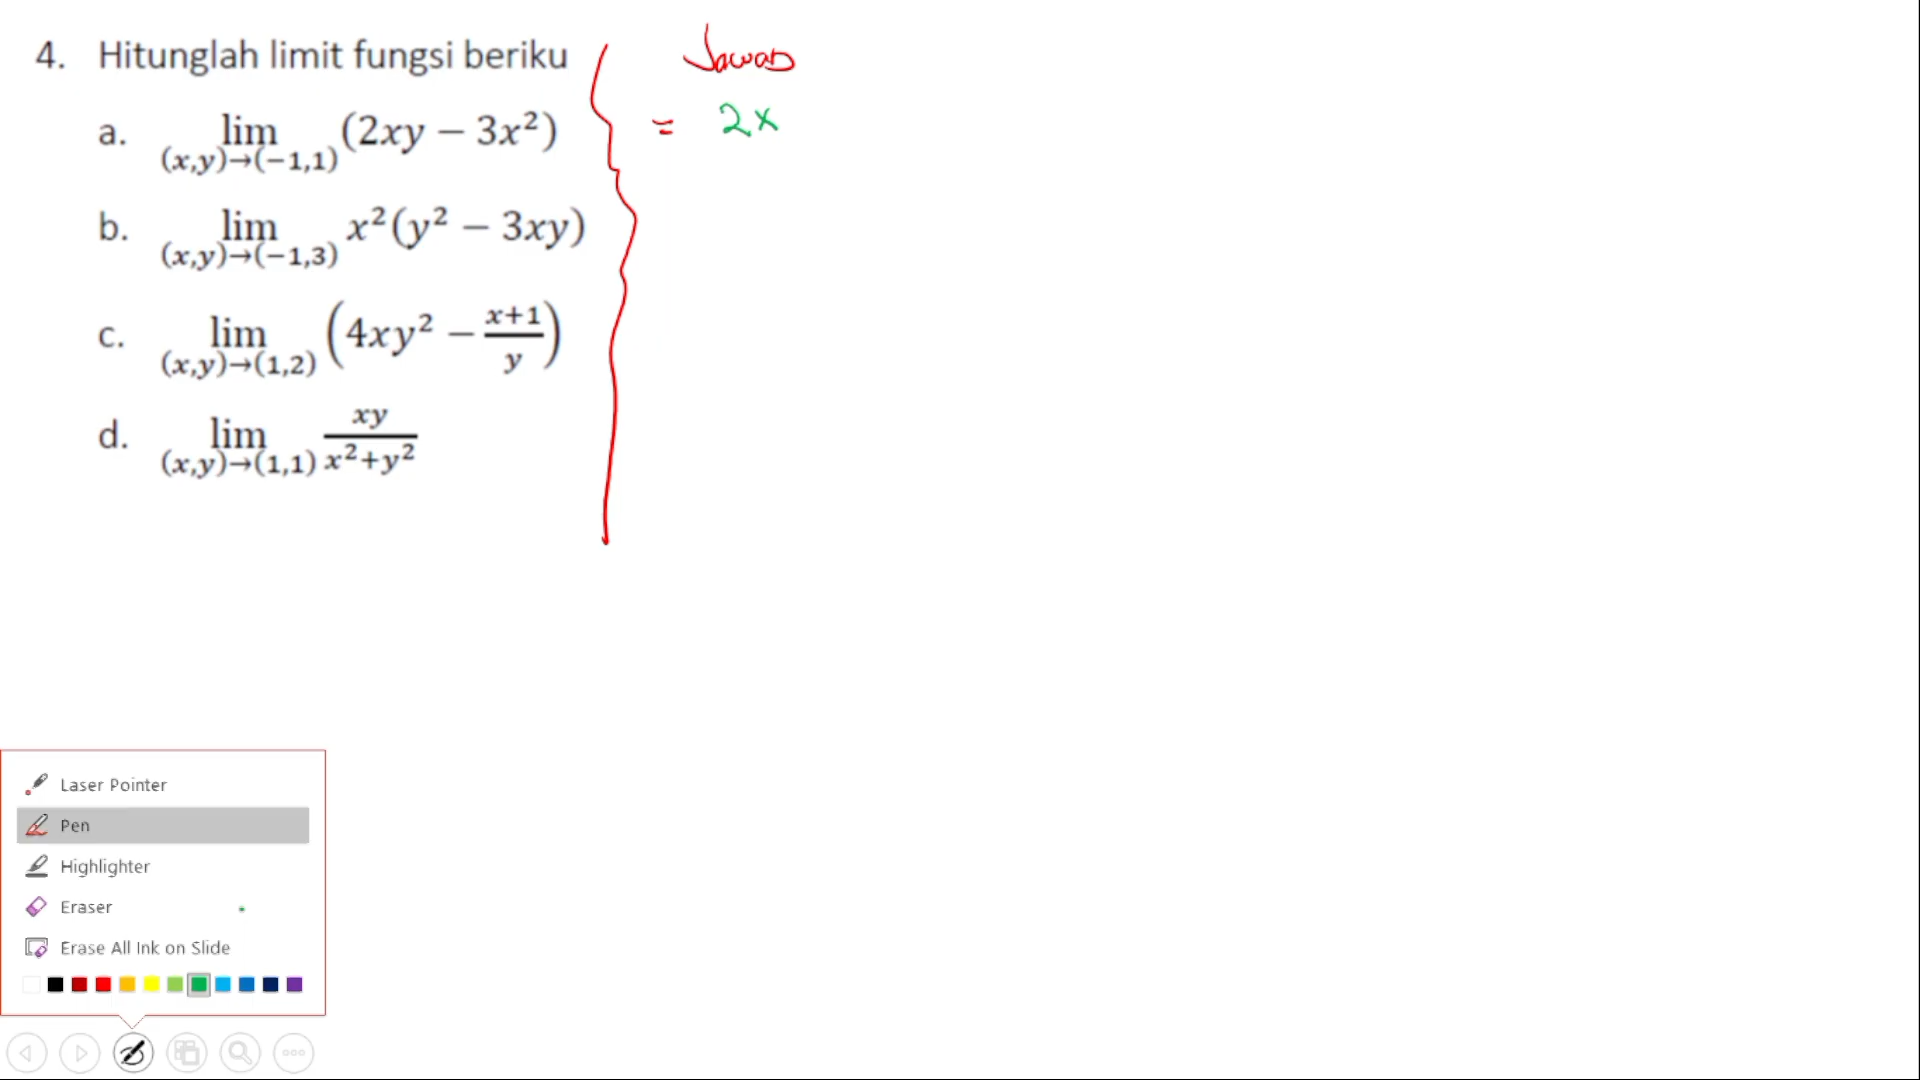 4. Hitunglah limit fungsi beriku
a. lim (x,y)→(−1,1) (2xy − 3x²)
b. lim (x,y)→(−1,3) x²(y² − 3xy)
c. lim (x,y)→(1,2) (4xy² − (x+1)/y)
d. lim (x,y)→(1,1) xy/(x²+y²)
Jawab
= 2x
Laser Pointer
Pen
Highlighter
Eraser
Erase All Ink on Slide